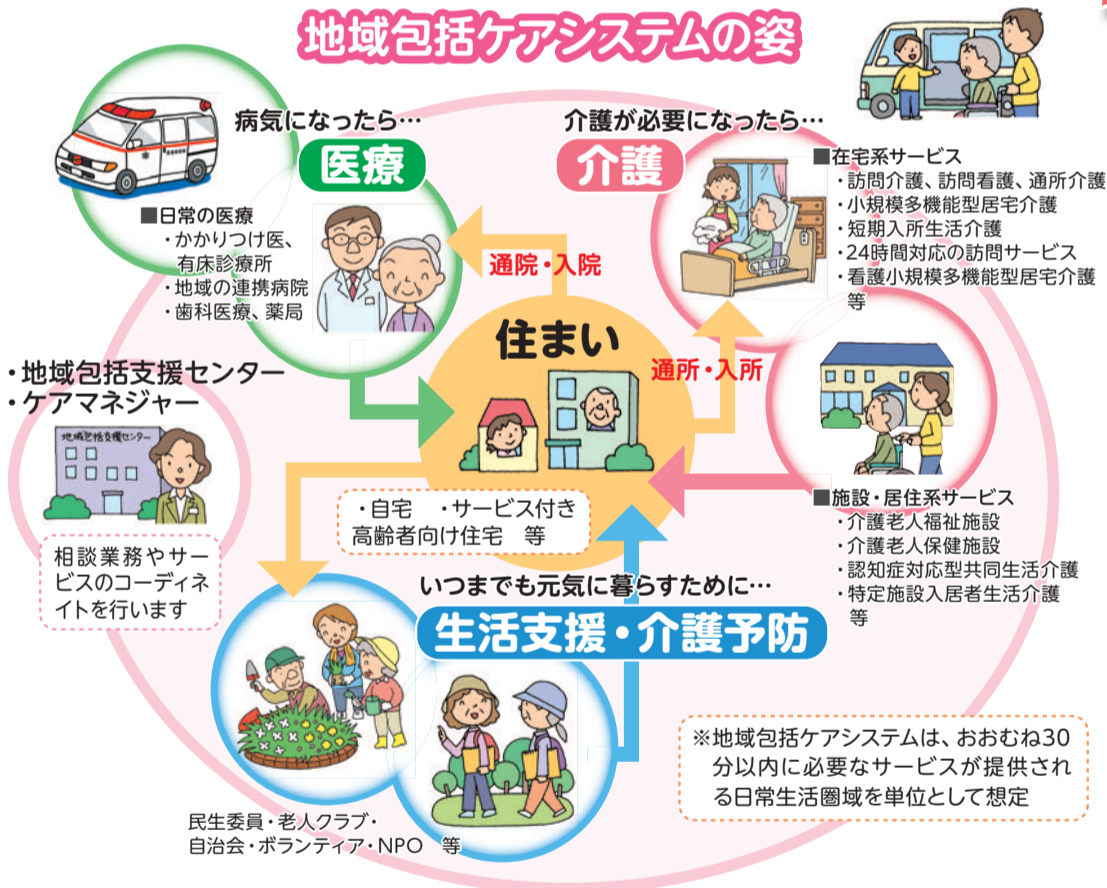 地域包括ケアシステムの姿
病気になったら…
医療
■日常の医療
・かかりつけ医、
有床診療所
・地域の連携病院
・歯科医療、薬局
通院・入院
介護が必要になったら…
介護
■在宅系サービス
・訪問介護、訪問看護、通所介護
・小規模多機能型居宅介護
・短期入所生活介護
・24時間対応の訪問サービス
・看護小規模多機能型居宅介護
等
住まい
通所・入所
・地域包括支援センター
・ケアマネジャー
地域包括支援センター
相談業務やサー
ビスのコーディネ
イトを行います
・自宅　・サービス付き
高齢者向け住宅　等
■施設・居住系サービス
・介護老人福祉施設
・介護老人保健施設
・認知症対応型共同生活介護
・特定施設入居者生活介護
等
いつまでも元気に暮らすために…
生活支援・介護予防
民生委員・老人クラブ・
自治会・ボランティア・NPO　等
※地域包括ケアシステムは、おおむね30
分以内に必要なサービスが提供され
る日常生活圏域を単位として想定